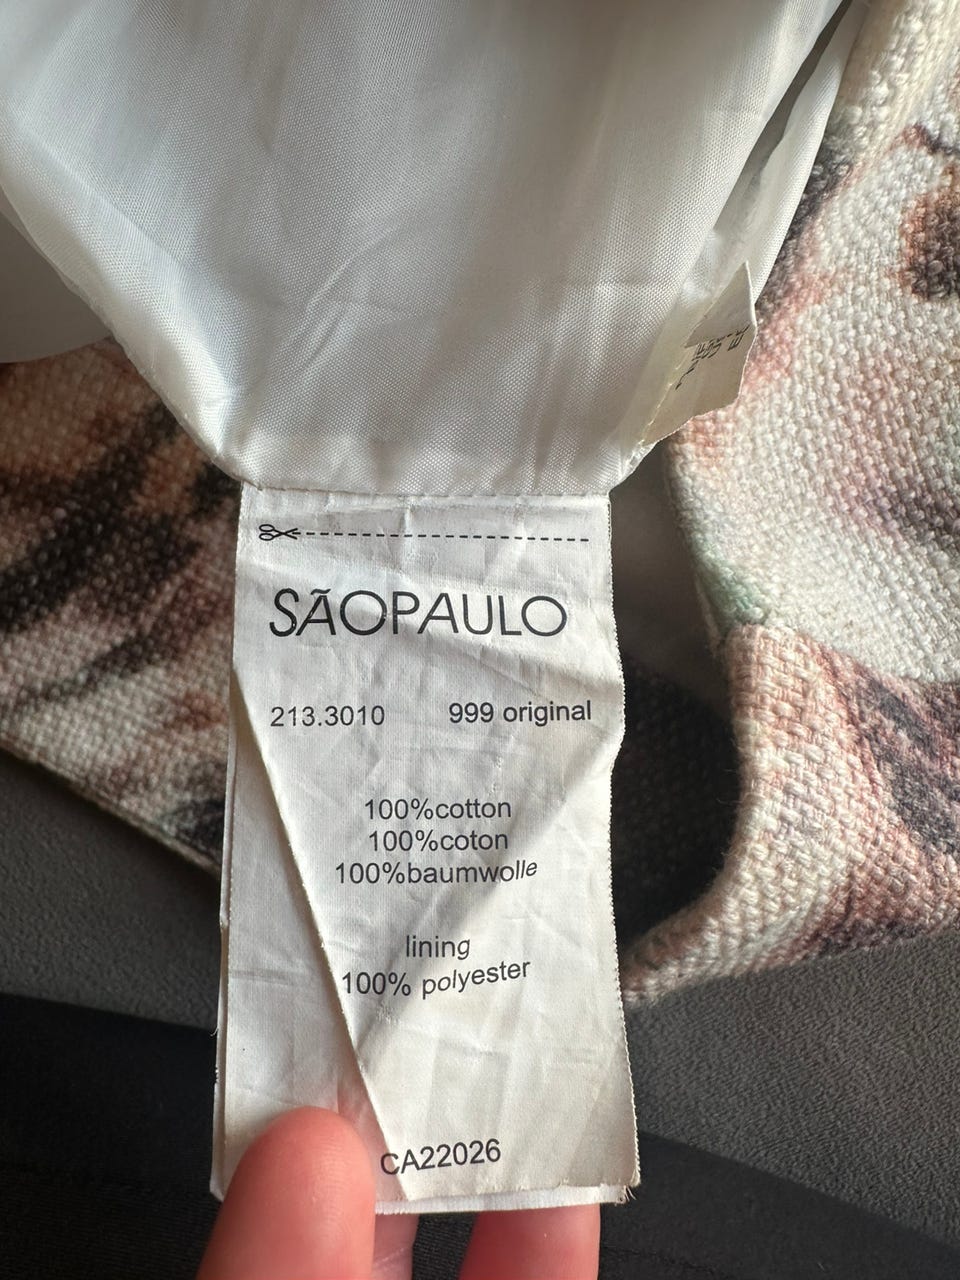 SÃOPAULO
213.3010 999 original
100%cotton
100%coton
100%baumwolle
lining
100% polyester
CA22026